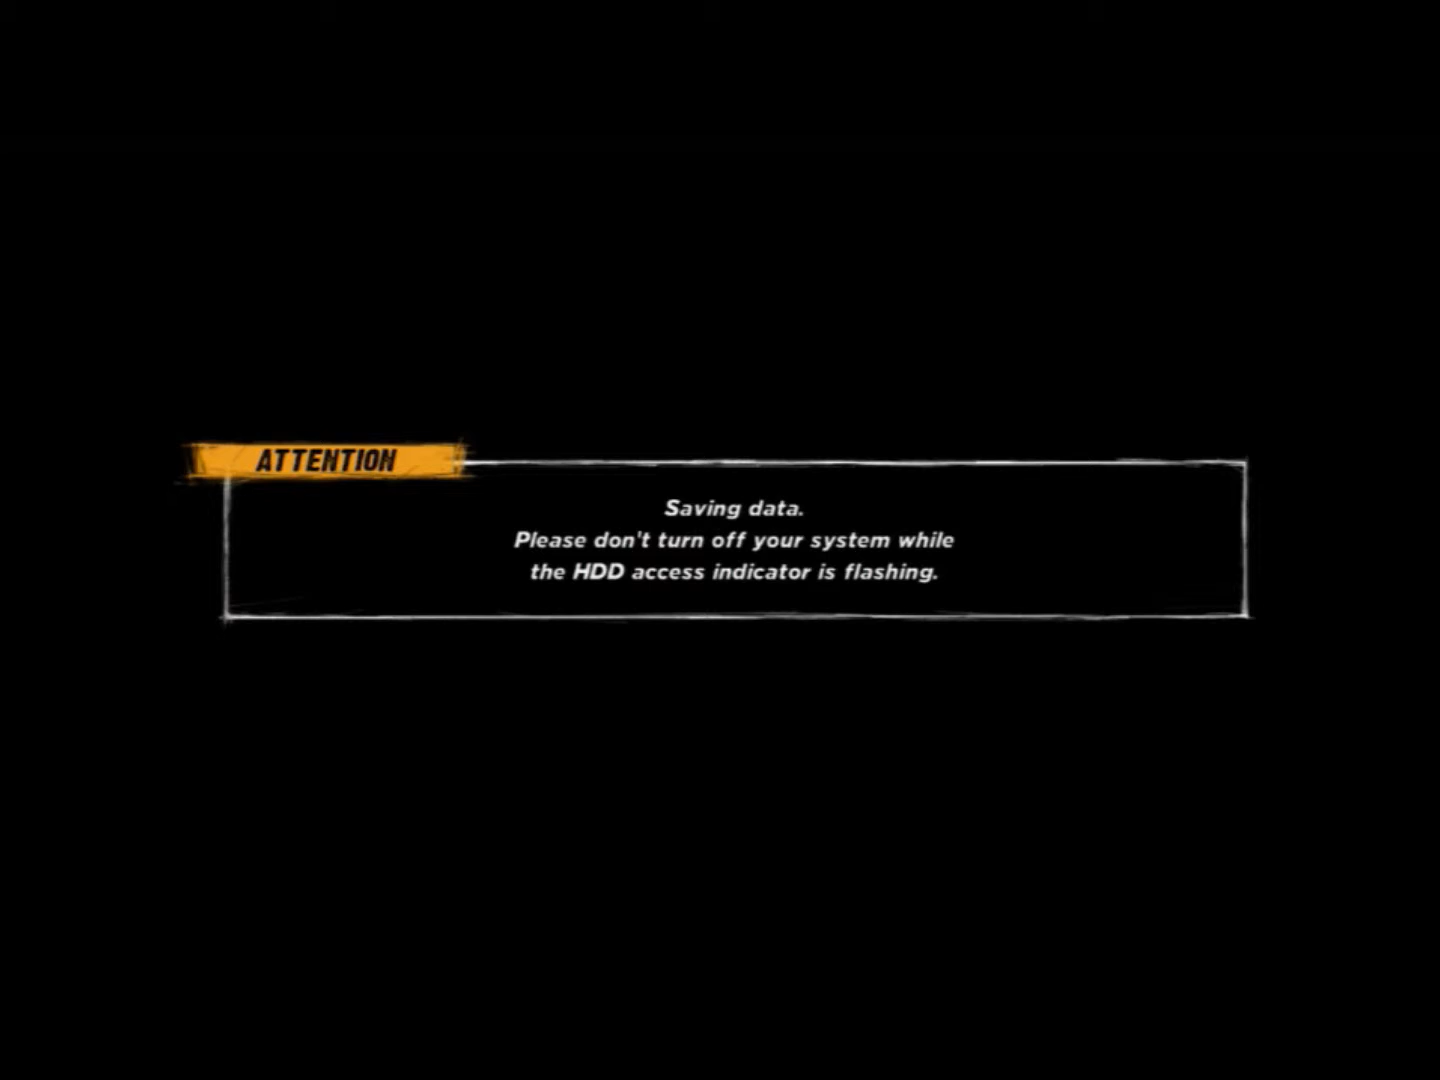 ATTENTION
Saving data.
Please don't turn off your system while
the HDD access indicator is flashing.